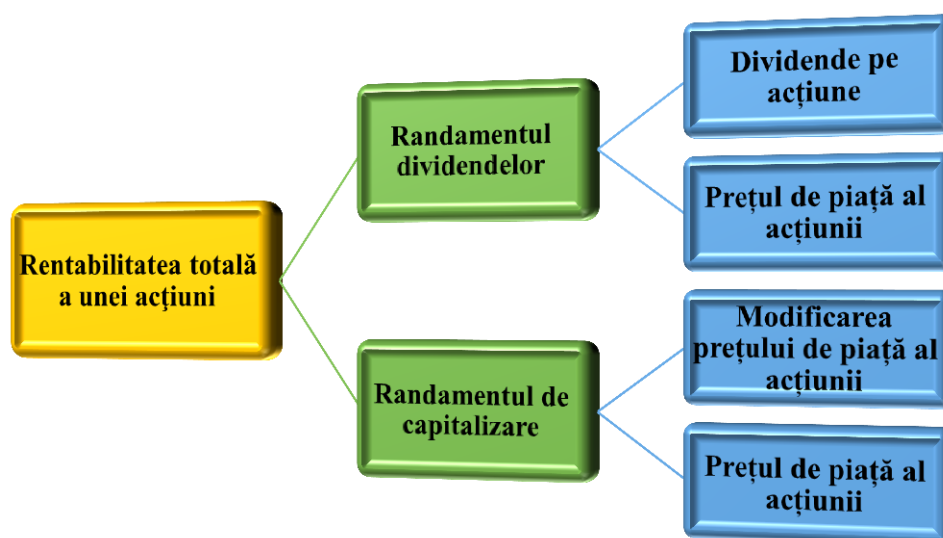 Rentabilitatea totală
a unei acţiuni
Randamentul
dividendelor
Randamentul de
capitalizare
Dividende pe
acțiune
Prețul de piață al
acțiunii
Modificarea
prețului de piață al
acțiunii
Prețul de piață al
acțiunii